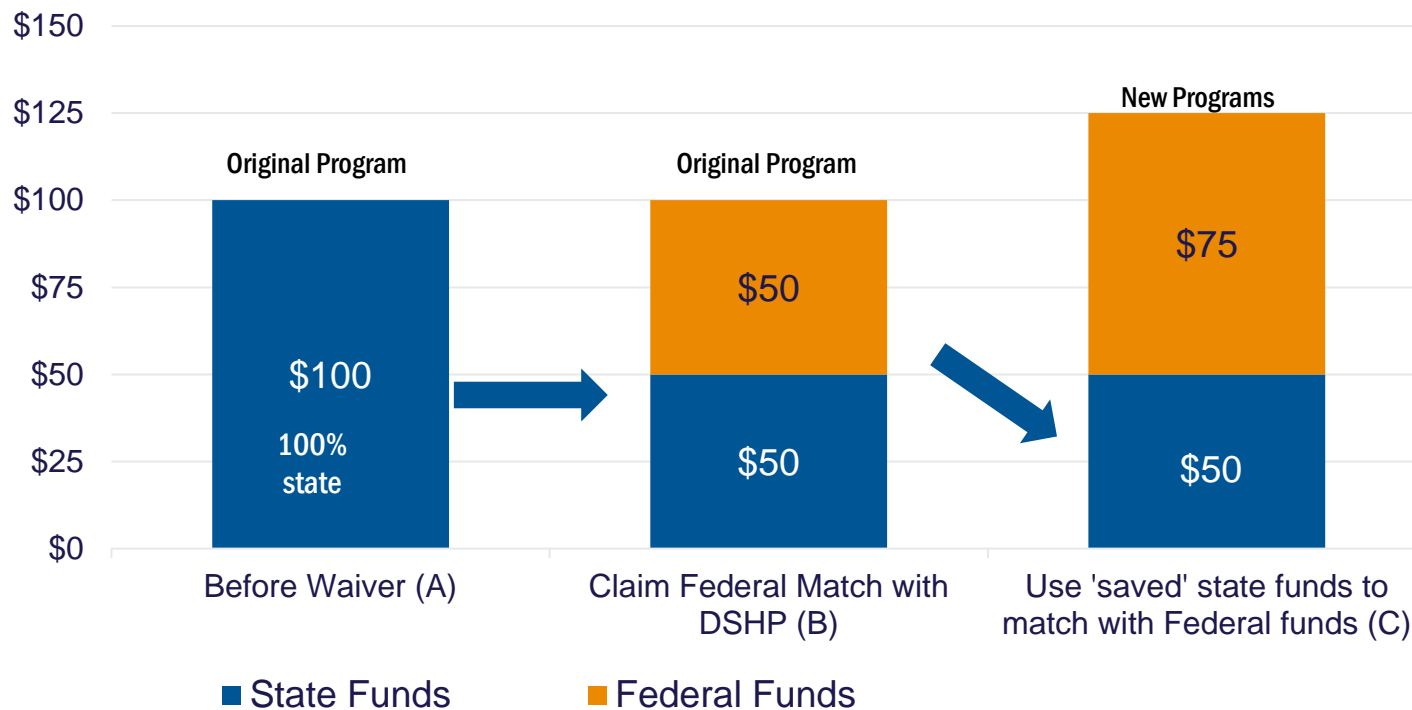 $150
$125
$100
$75
$50
$25
$0
Original Program
Original Program
New Programs
$100
100%
state
$50
$50
$75
$50
Before Waiver (A)
Claim Federal Match with
DSHP (B)
Use 'saved' state funds to
match with Federal funds (C)
State Funds
Federal Funds